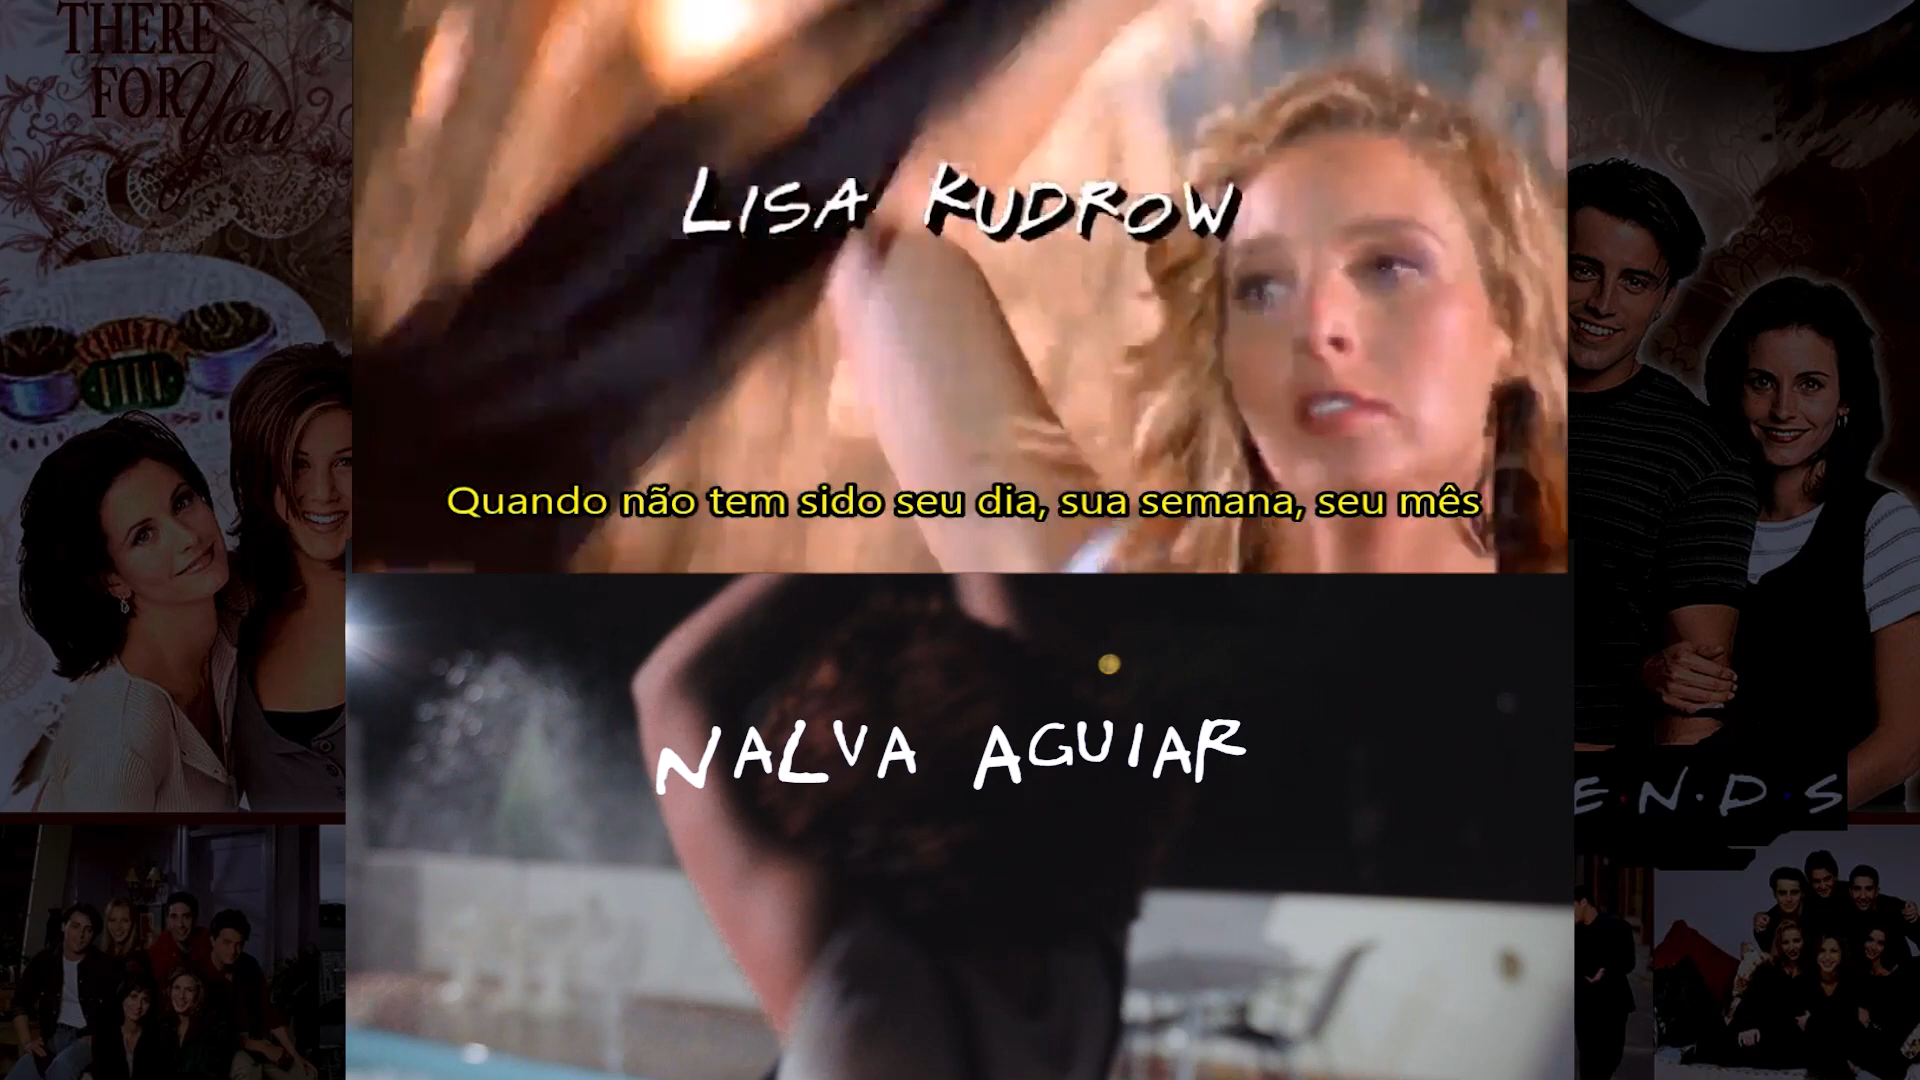 THERE
FOR You
LISA KUDROW
Quando não tem sido seu dia, sua semana, seu mês
NALVA AGUIAR
E·N·D·S